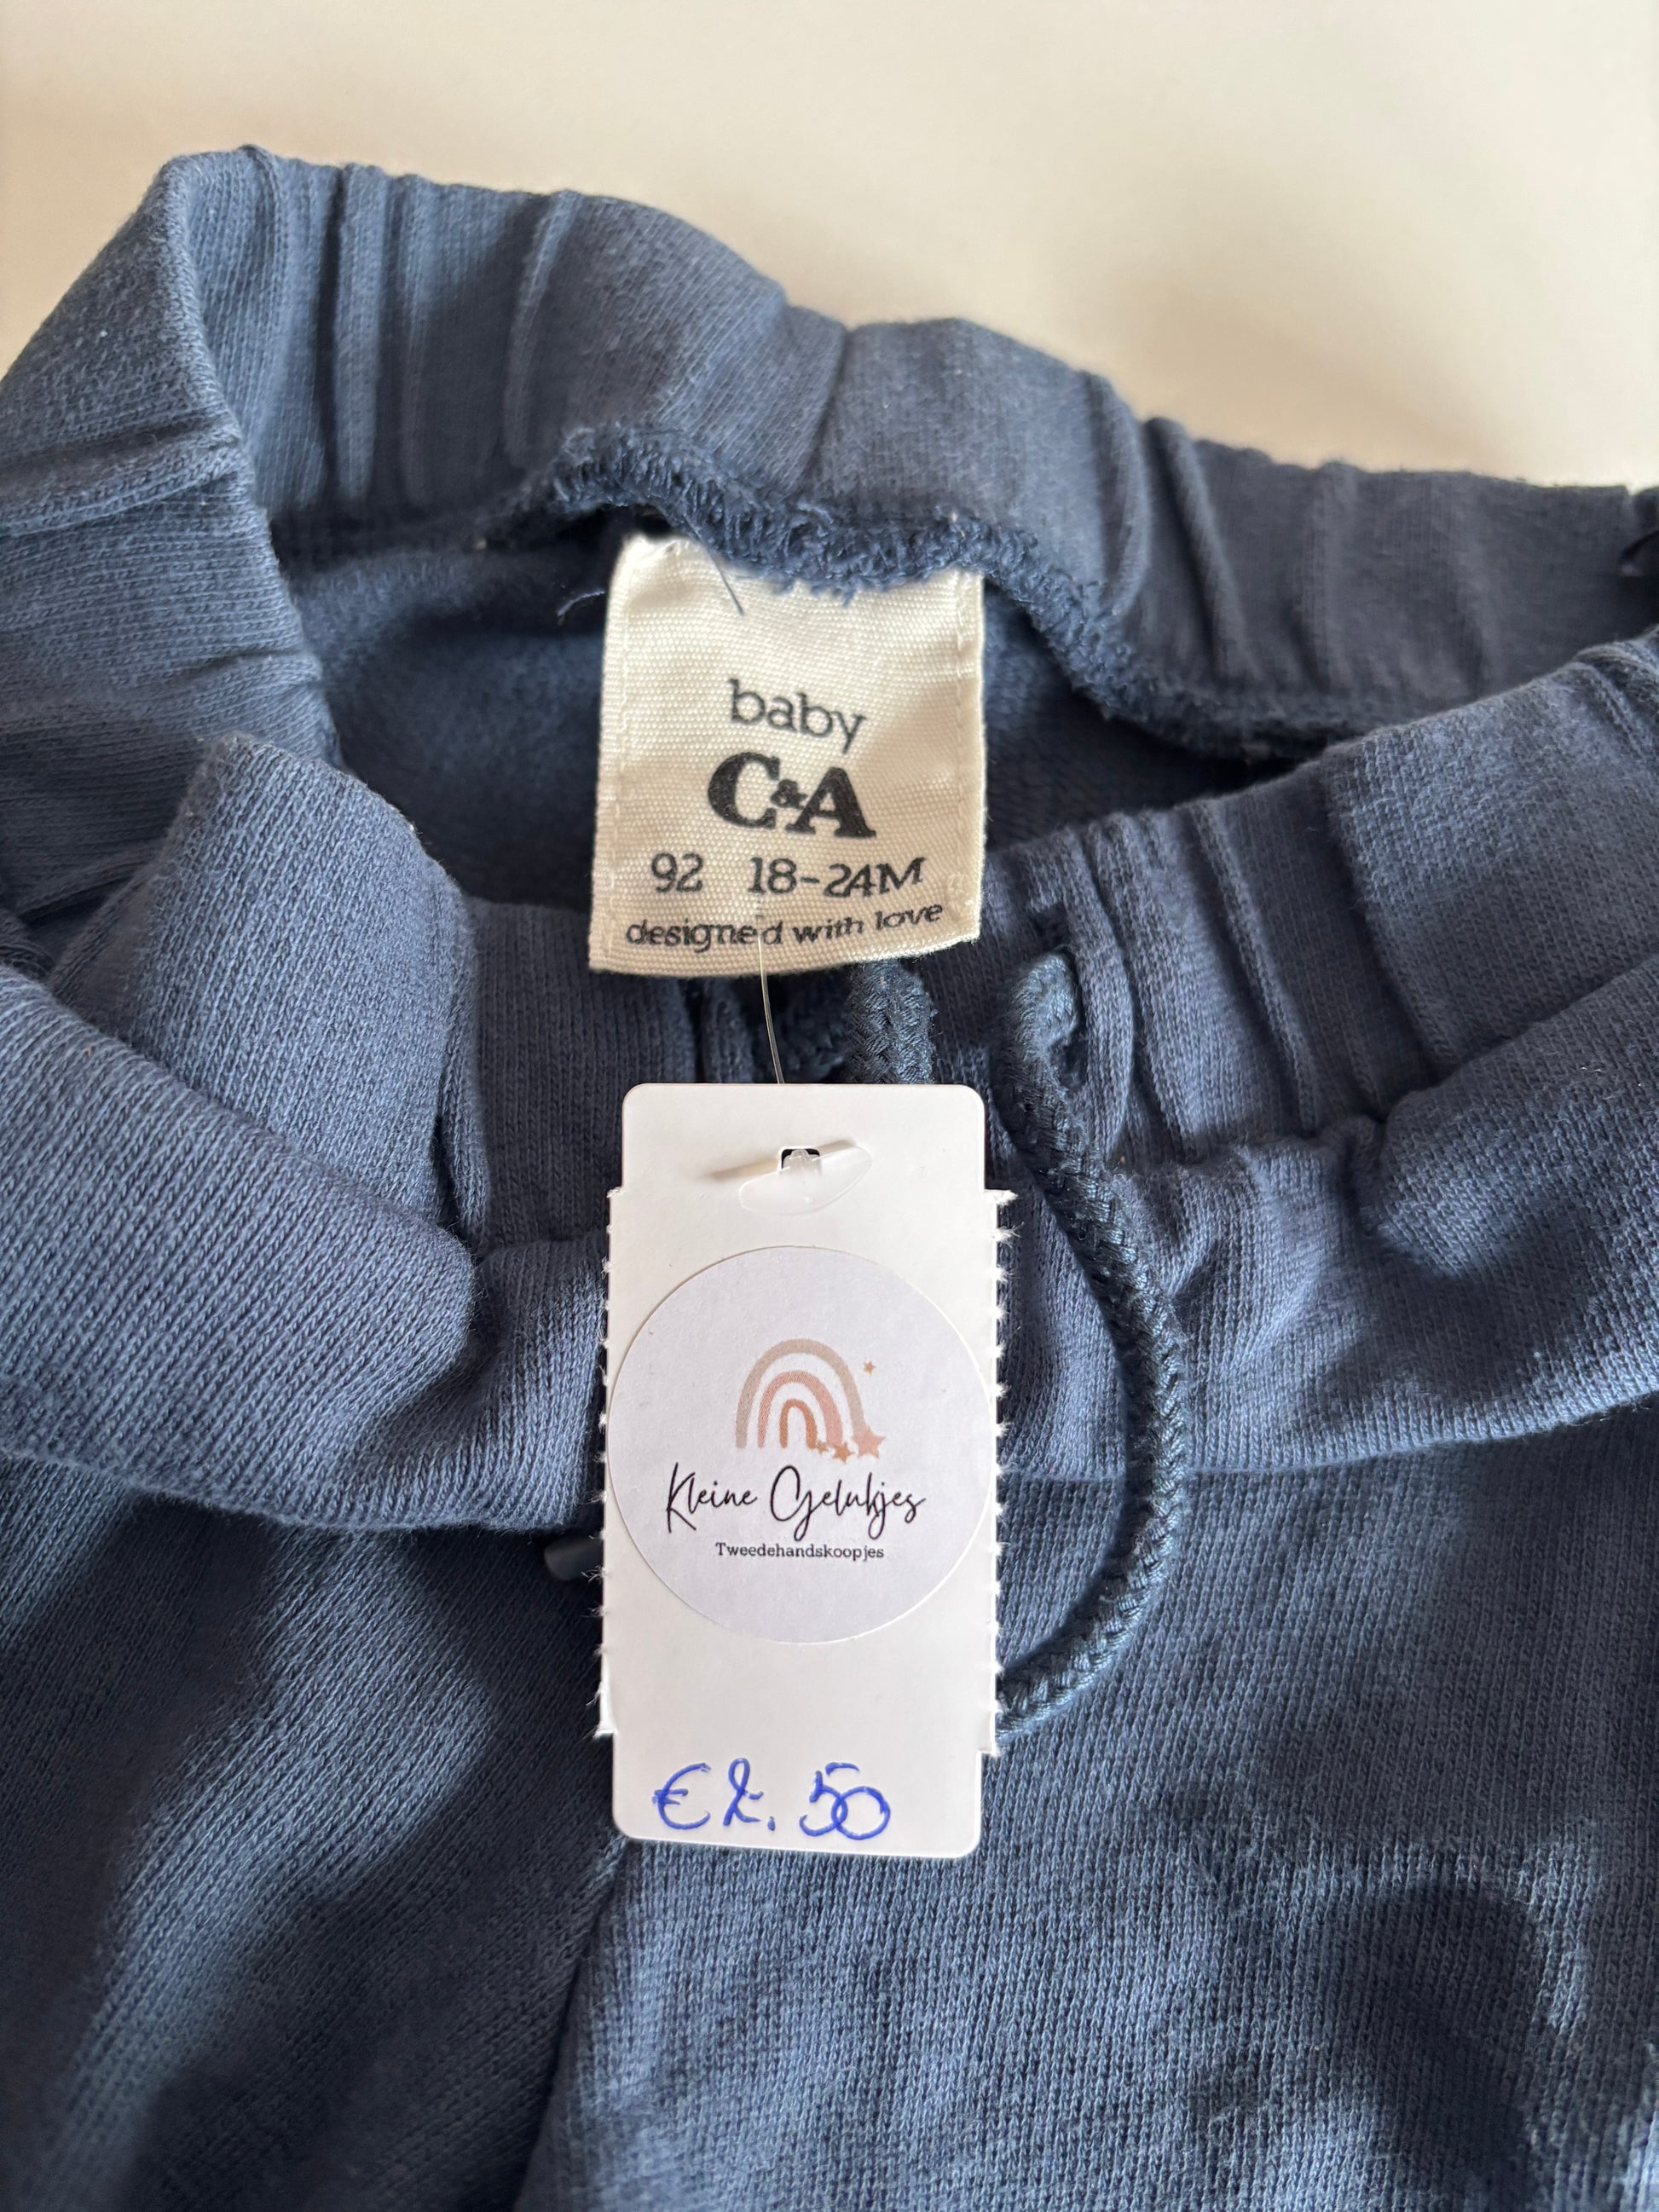 baby
C&A
92 18-24M
designed with love
Kleine Gelukjes
Tweedehandskoopjes
€2.50